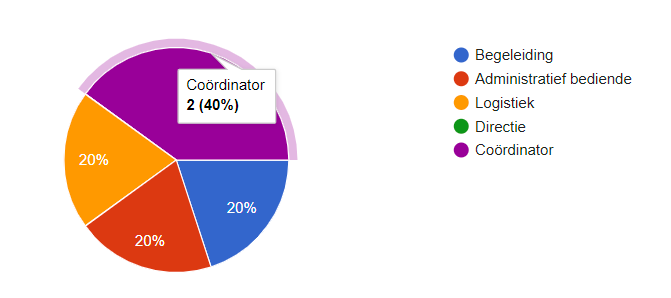 Coördinator
2 (40%)
20%
20%
20%
Begeleiding
Administratief bediende
Logistiek
Directie
Coördinator